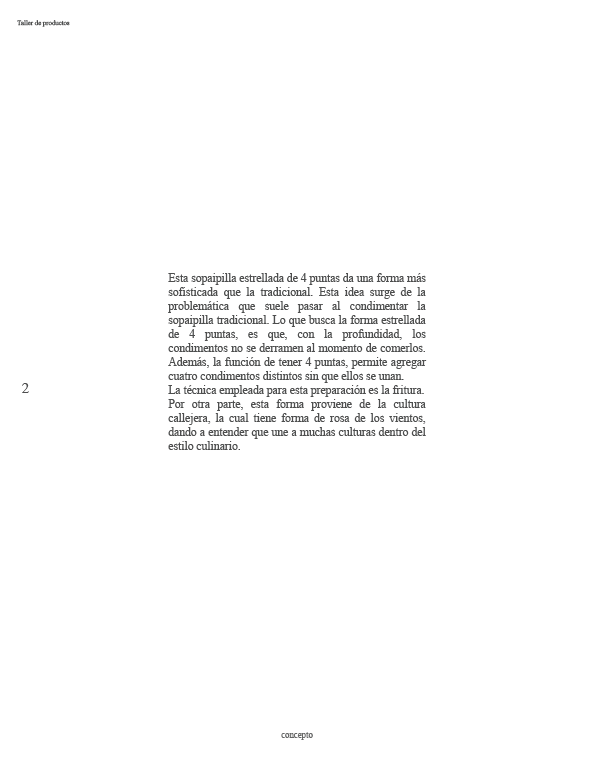 Taller de productos
Esta sopaipilla estrellada de 4 puntas da una forma más
sofisticada que la tradicional. Esta idea surge de la
problemática que suele pasar al condimentar la
sopaipilla tradicional. Lo que busca la forma estrellada
de 4 puntas, es que, con la profundidad, los
condimentos no se derramen al momento de comerlos.
Además, la función de tener 4 puntas, permite agregar
cuatro condimentos distintos sin que ellos se unan.
La técnica empleada para esta preparación es la fritura.
Por otra parte, esta forma proviene de la cultura
callejera, la cual tiene forma de rosa de los vientos,
dando a entender que une a muchas culturas dentro del
estilo culinario.
2
concepto